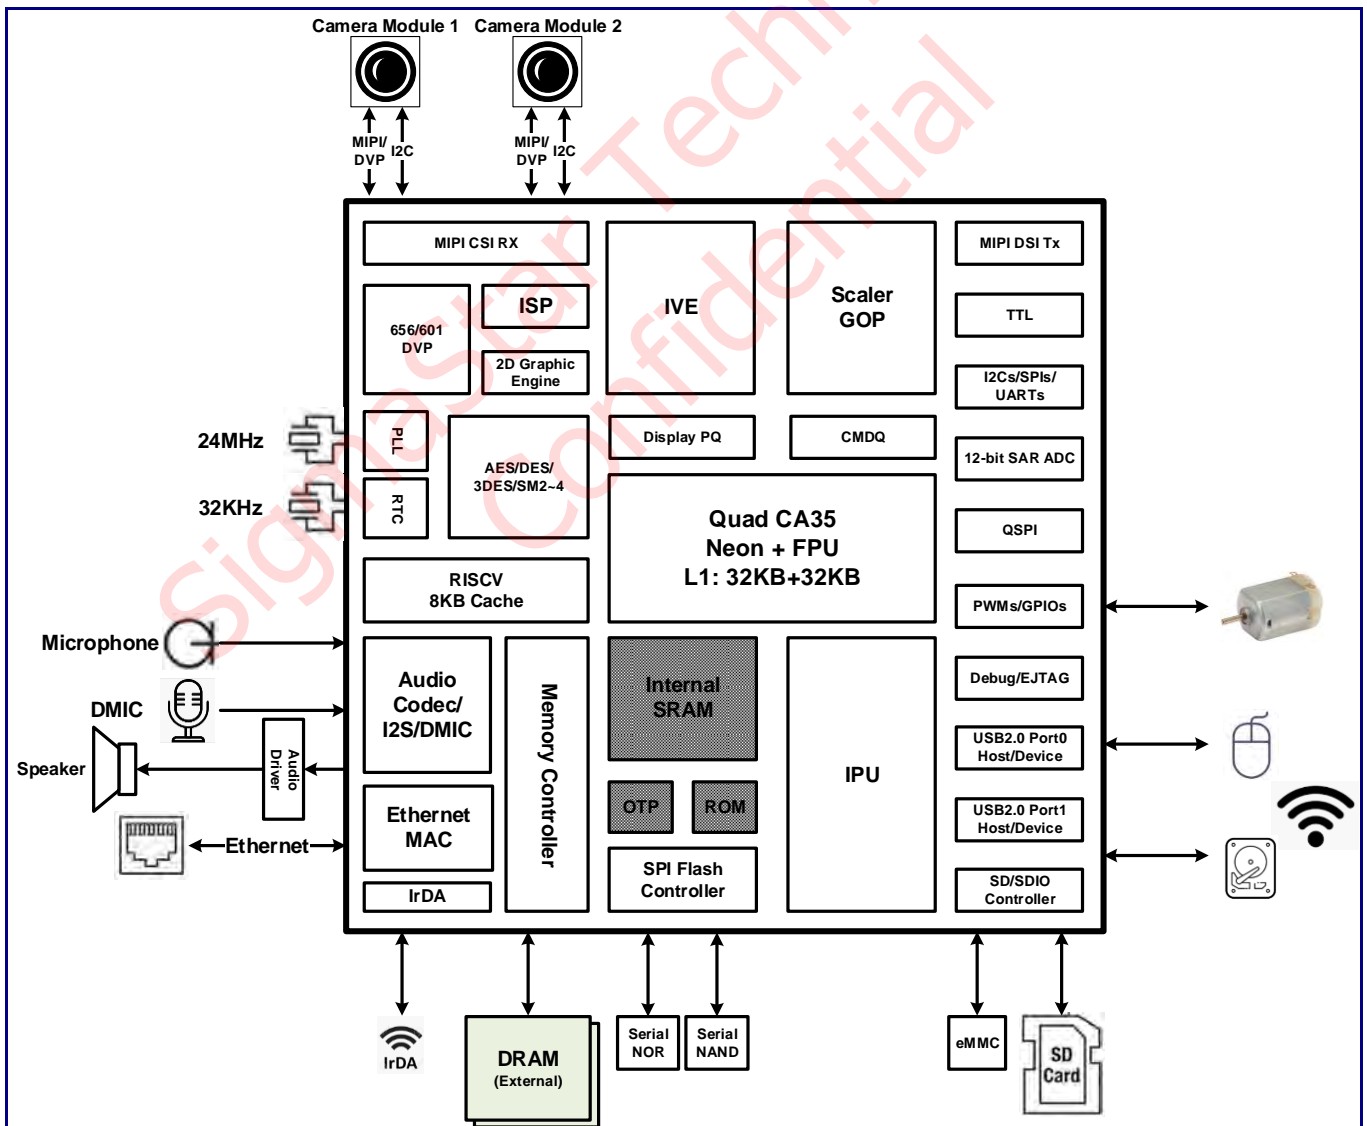 Camera Module 1
Camera Module 2
MIPI/
DVP
I2C
MIPI/
DVP
I2C
MIPI CSI RX
656/601
DVP
ISP
2D Graphic
Engine
IVE
Scaler
GOP
MIPI DSI Tx
TTL
I2Cs/SPIs/
UARTs
24MHz
PLL
32KHz
RTC
AES/DES/
3DES/SM2~4
Display PQ
CMDQ
12-bit SAR ADC
Quad CA35
Neon + FPU
L1: 32KB+32KB
QSPI
RISCV
8KB Cache
PWMs/GPIOs
Microphone
DMIC
Speaker
Audio
Driver
Audio
Codec/
I2S/DMIC
Memory Controller
Internal
SRAM
IPU
Debug/EJTAG
USB2.0 Port0
Host/Device
OTP
ROM
USB2.0 Port1
Host/Device
Ethernet
Ethernet
MAC
SPI Flash
Controller
SD/SDIO
Controller
IrDA
IrDA
DRAM
(External)
Serial
NOR
Serial
NAND
eMMC
SD
Card
SigmaStar Techn
Confidential